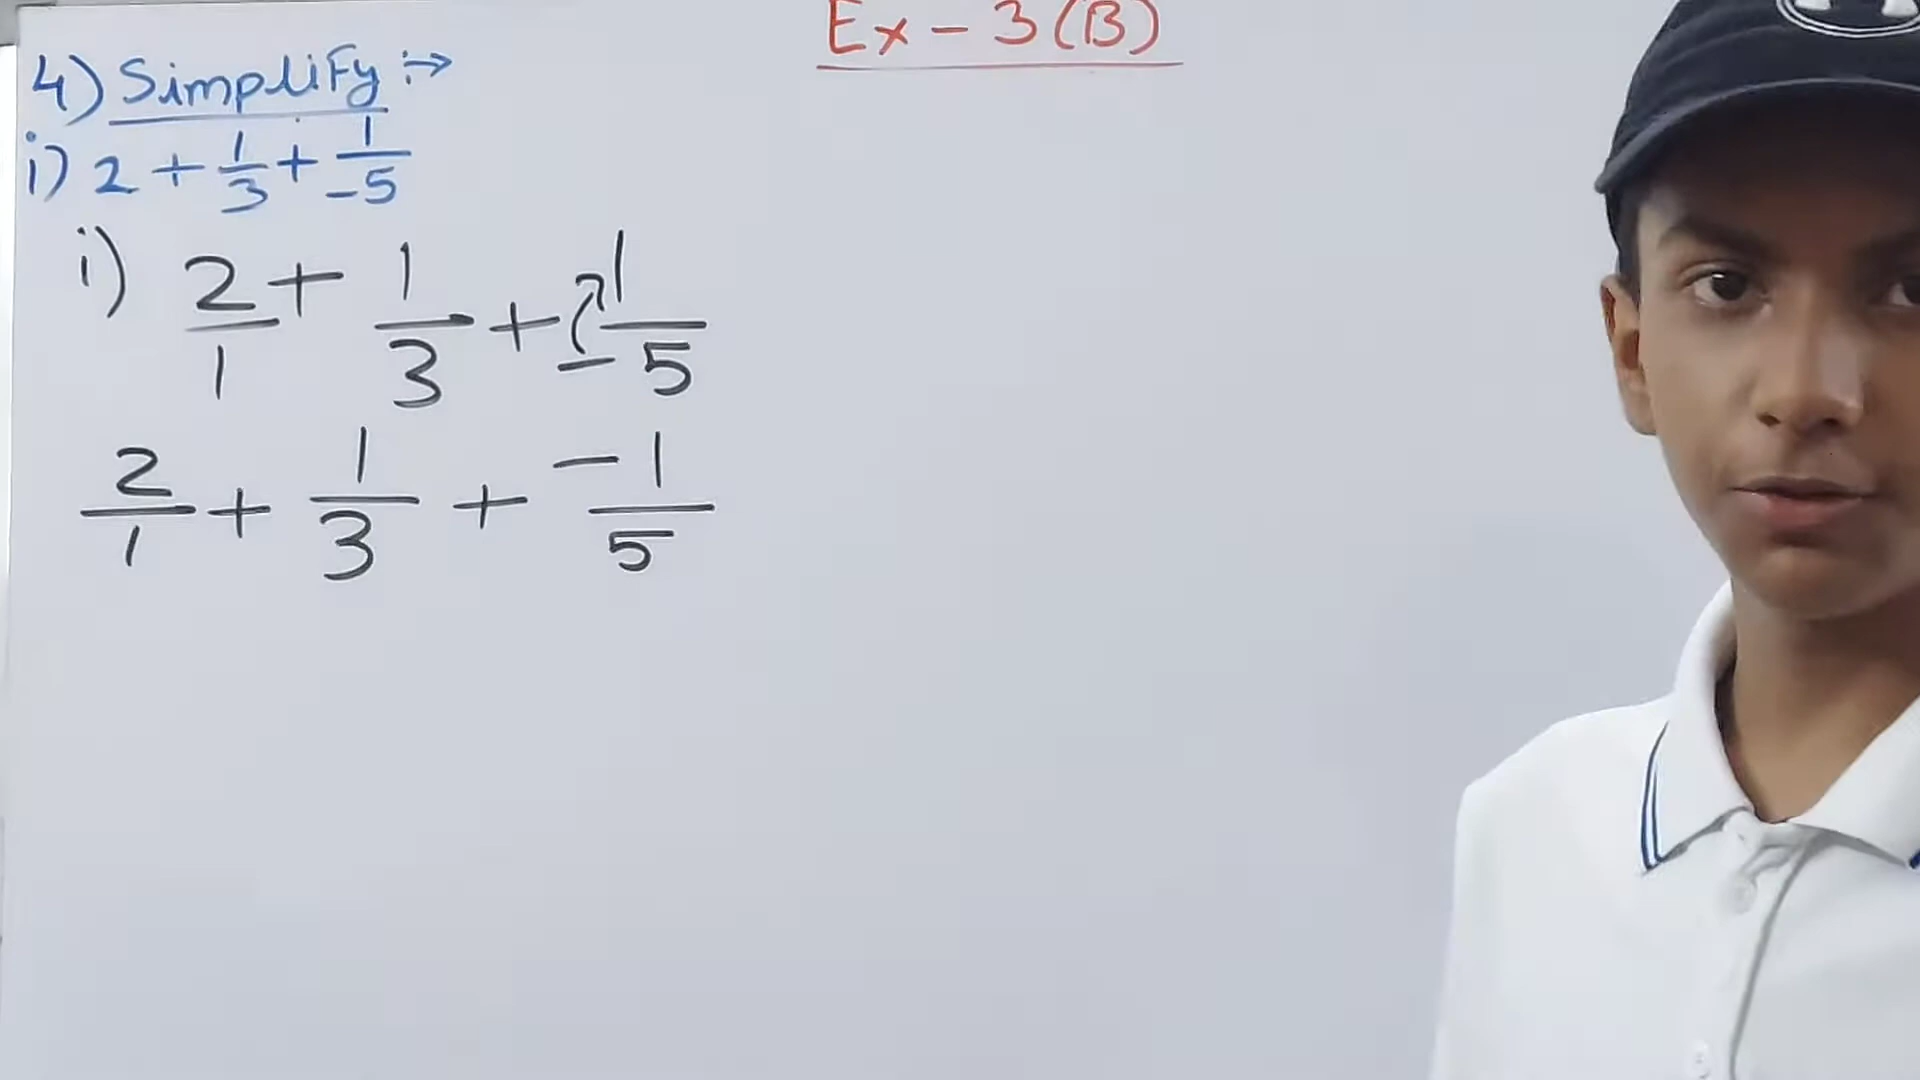 Ex - 3 (B)
4) Simplify :→
i) 2 + 1/3 + 1/-5
i) 2/1 + 1/3 + 1/-5
2/1 + 1/3 + -1/5